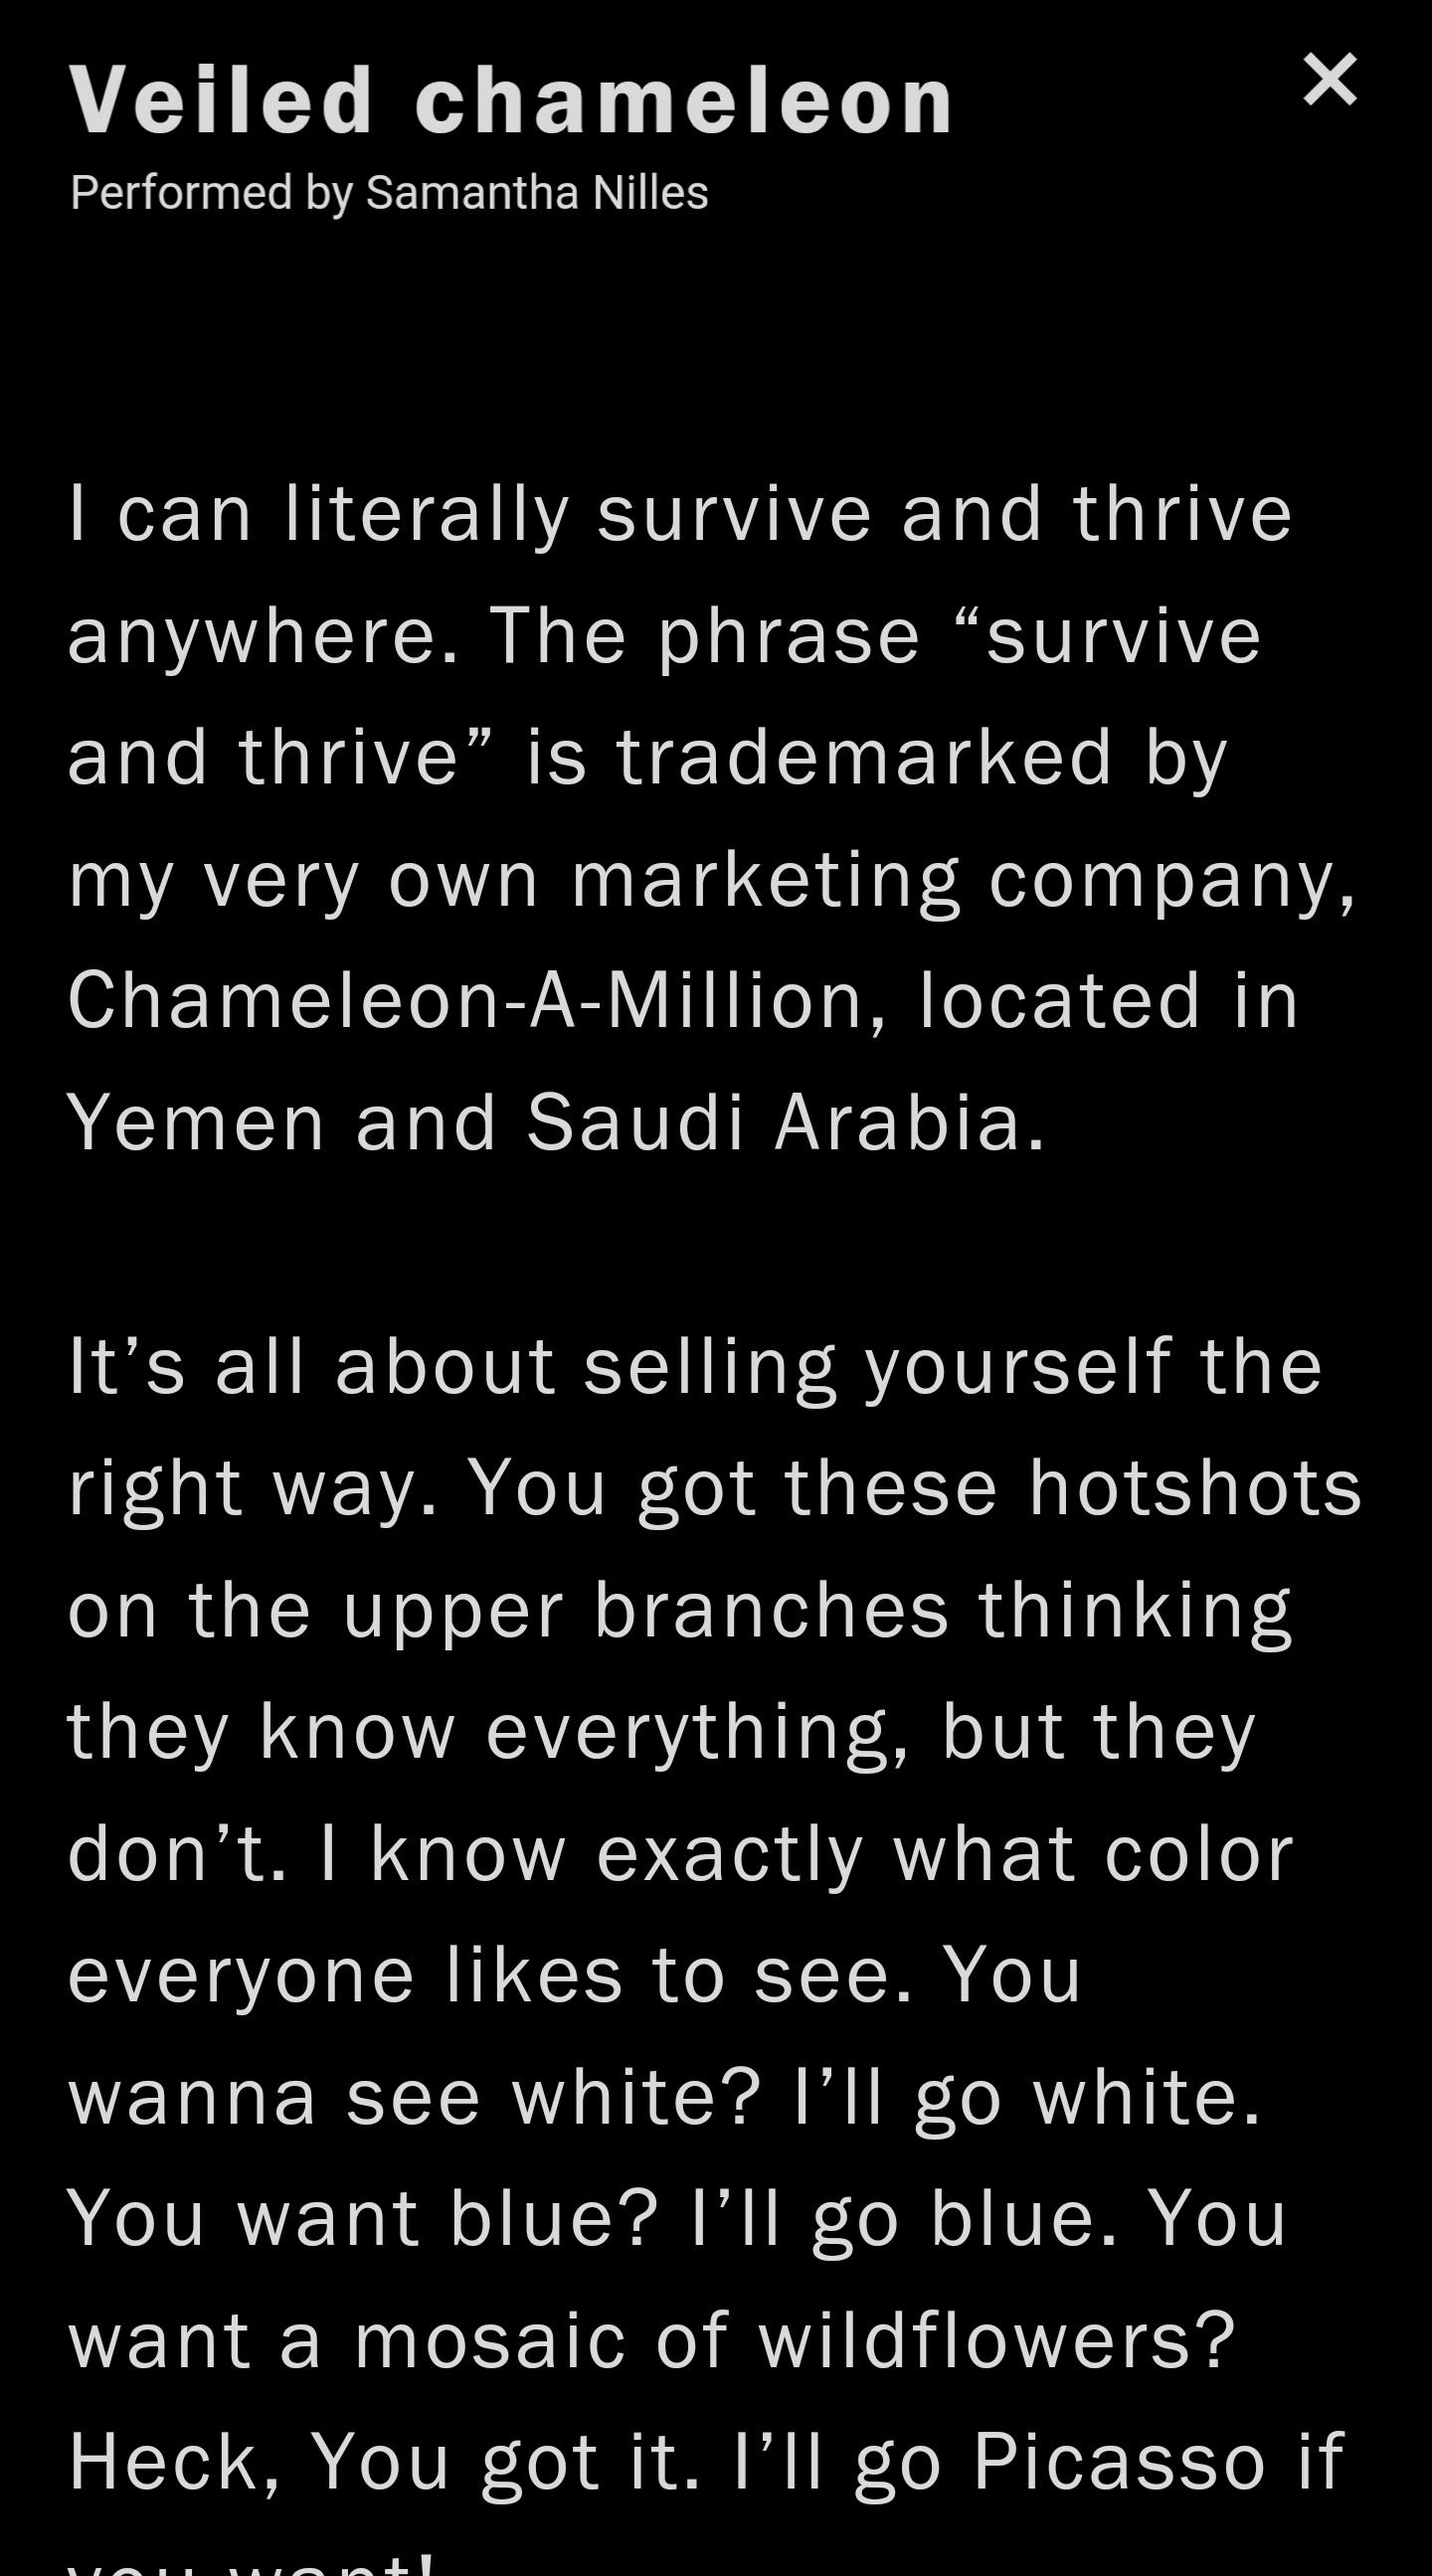 Veiled chameleon
Performed by Samantha Nilles
I can literally survive and thrive
anywhere. The phrase “survive
and thrive” is trademarked by
my very own marketing company,
Chameleon-A-Million, located in
Yemen and Saudi Arabia.
It’s all about selling yourself the
right way. You got these hotshots
on the upper branches thinking
they know everything, but they
don’t. I know exactly what color
everyone likes to see. You
wanna see white? I’ll go white.
You want blue? I’ll go blue. You
want a mosaic of wildflowers?
Heck, You got it. I’ll go Picasso if
you want!